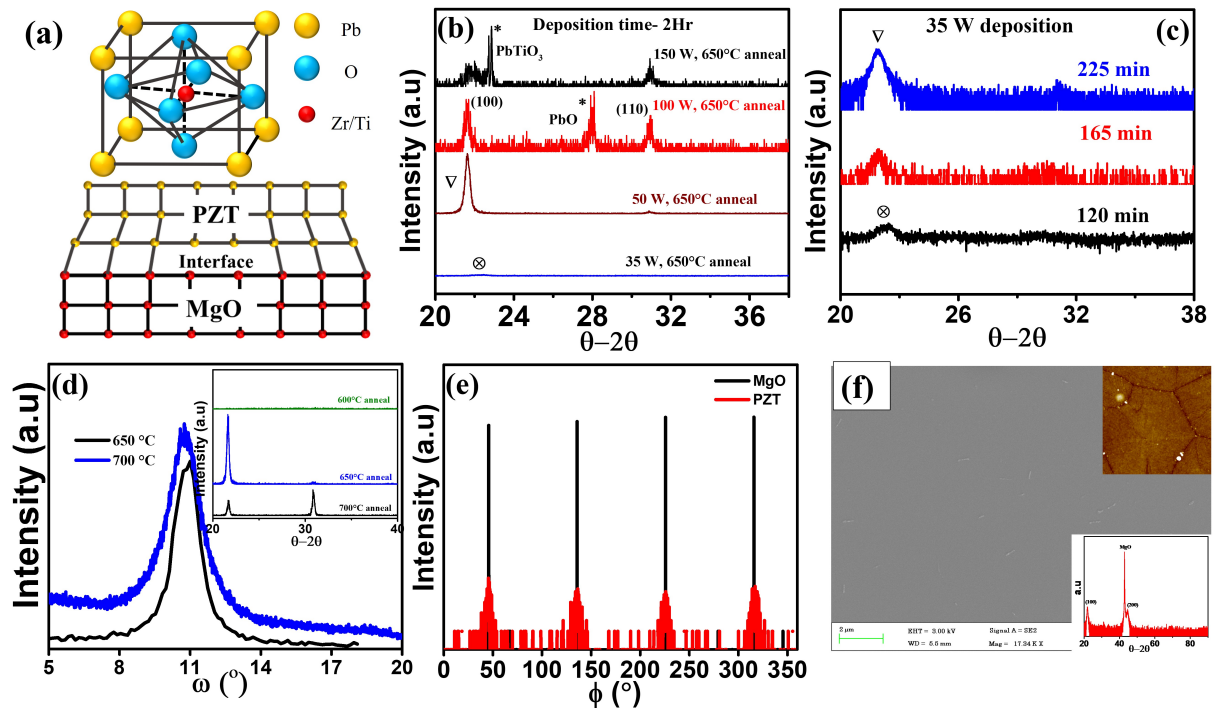 (a)
Pb
O
Zr/Ti
PZT
Interface
MgO
(b)
Deposition time- 2Hr
*
PbTiO3
150 W, 650°C anneal
(100)
*
PbO
(110)
100 W, 650°C anneal
∇
50 W, 650°C anneal
⊗
35 W, 650°C anneal
Intensity (a.u)
20 24 28 32 36
θ−2θ
35 W deposition
(c)
∇
225 min
165 min
⊗
120 min
Intensity (a.u)
20 26 32 38
θ−2θ
(d)
650 °C
700 °C
Intensity (a.u)
5 8 11 14 17 20
ω (°)
600°C anneal
650°C anneal
700°C anneal
Intensity (a.u)
20 30 40
θ−2θ
(e)
MgO
PZT
Intensity (a.u)
0 50 100 150 200 250 300 350
ϕ (°)
(f)
2 µm
EHT = 3.00 kV
Signal A = SE2
WD = 5.5 mm
Mag = 17.34 K X
MgO
(100)
(200)
a.u
20 40 60 80
θ−2θ